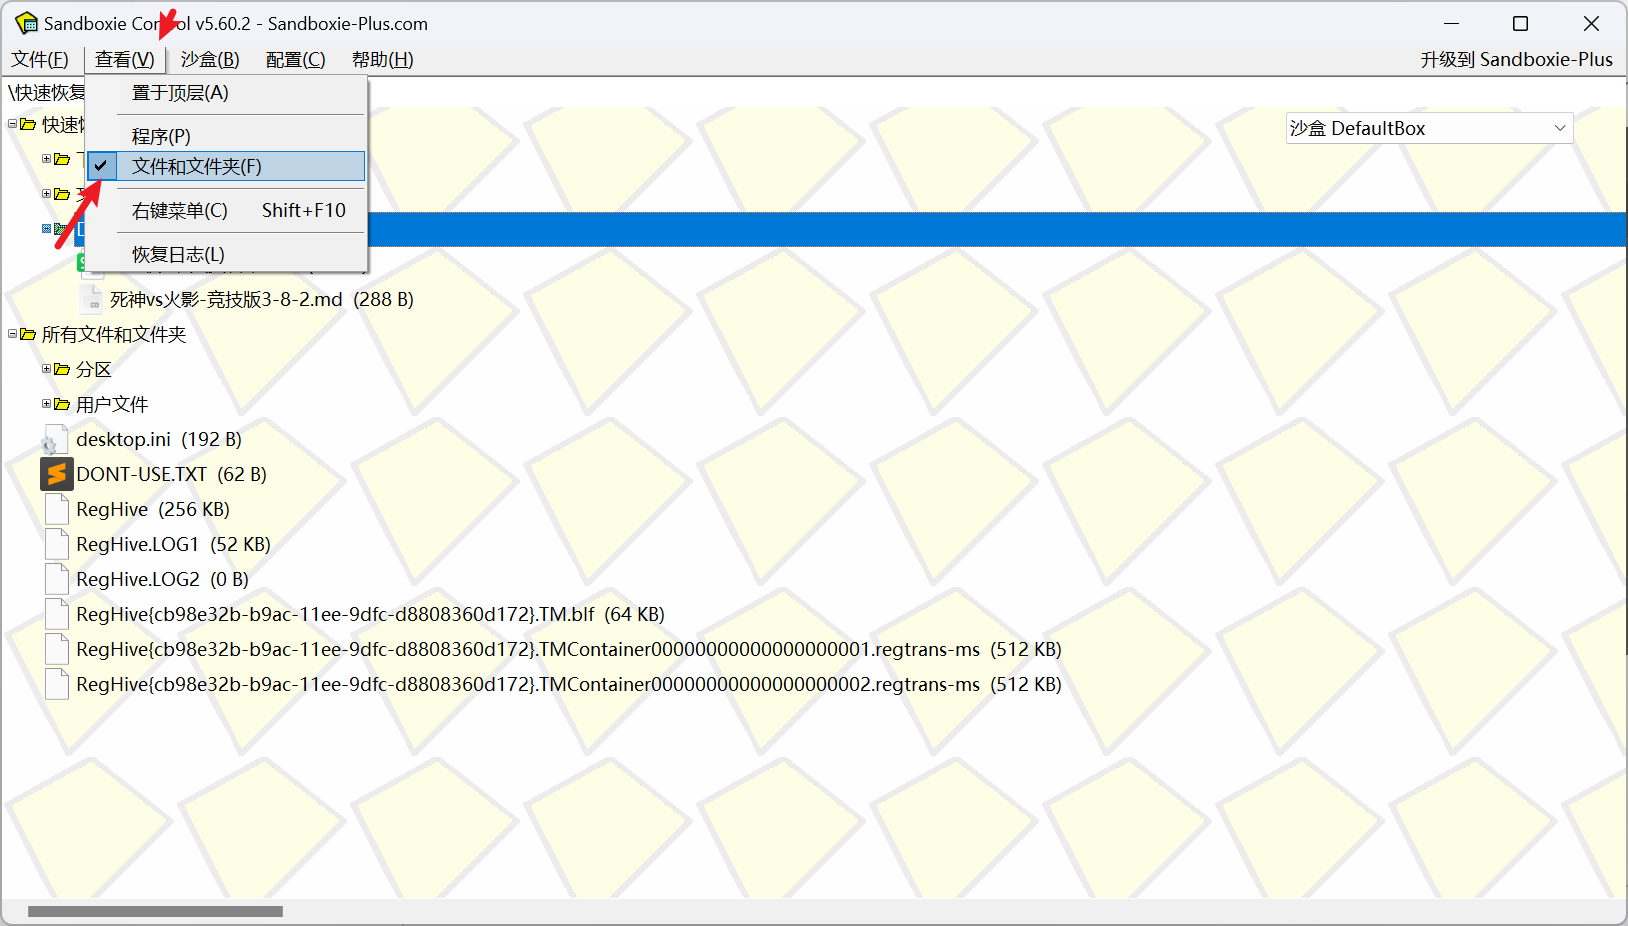 Sandboxie Co l v5.60.2 - Sandboxie-Plus.com
文件(F) 查看(V) 沙盒(B) 配置(C) 帮助(H) 升级到 Sandboxie-Plus
\快速恢复
置于顶层(A)
快速
沙盒 DefaultBox
程序(P)
文件和文件夹(F)
右键菜单(C) Shift+F10
恢复日志(L)
死神vs火影-竞技版3-8-2.md (288 B)
所有文件和文件夹
分区
用户文件
desktop.ini (192 B)
DONT-USE.TXT (62 B)
RegHive (256 KB)
RegHive.LOG1 (52 KB)
RegHive.LOG2 (0 B)
RegHive{cb98e32b-b9ac-11ee-9dfc-d8808360d172}.TM.blf (64 KB)
RegHive{cb98e32b-b9ac-11ee-9dfc-d8808360d172}.TMContainer00000000000000000001.regtrans-ms (512 KB)
RegHive{cb98e32b-b9ac-11ee-9dfc-d8808360d172}.TMContainer00000000000000000002.regtrans-ms (512 KB)